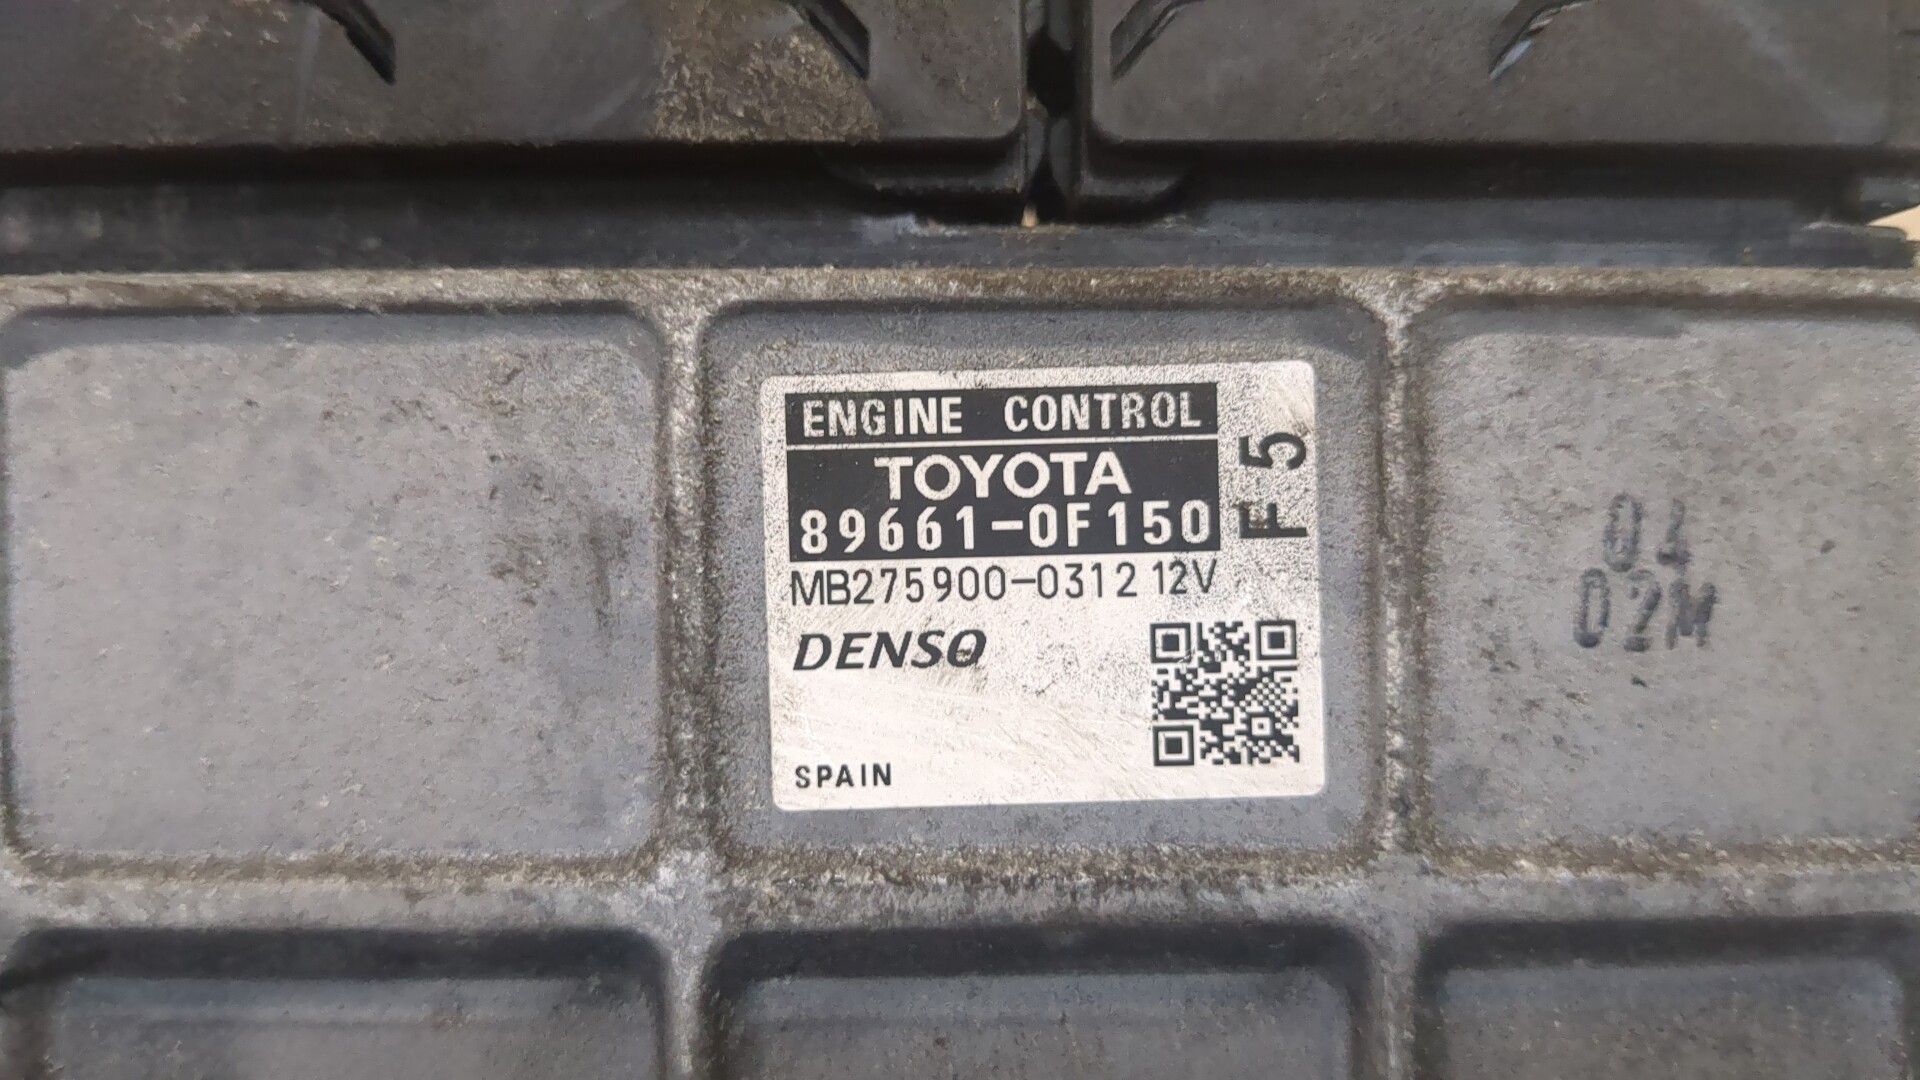 ENGINE CONTROL
TOYOTA
89661-0F150
F5
MB275900-0312 12V
DENSO
SPAIN
04
02M